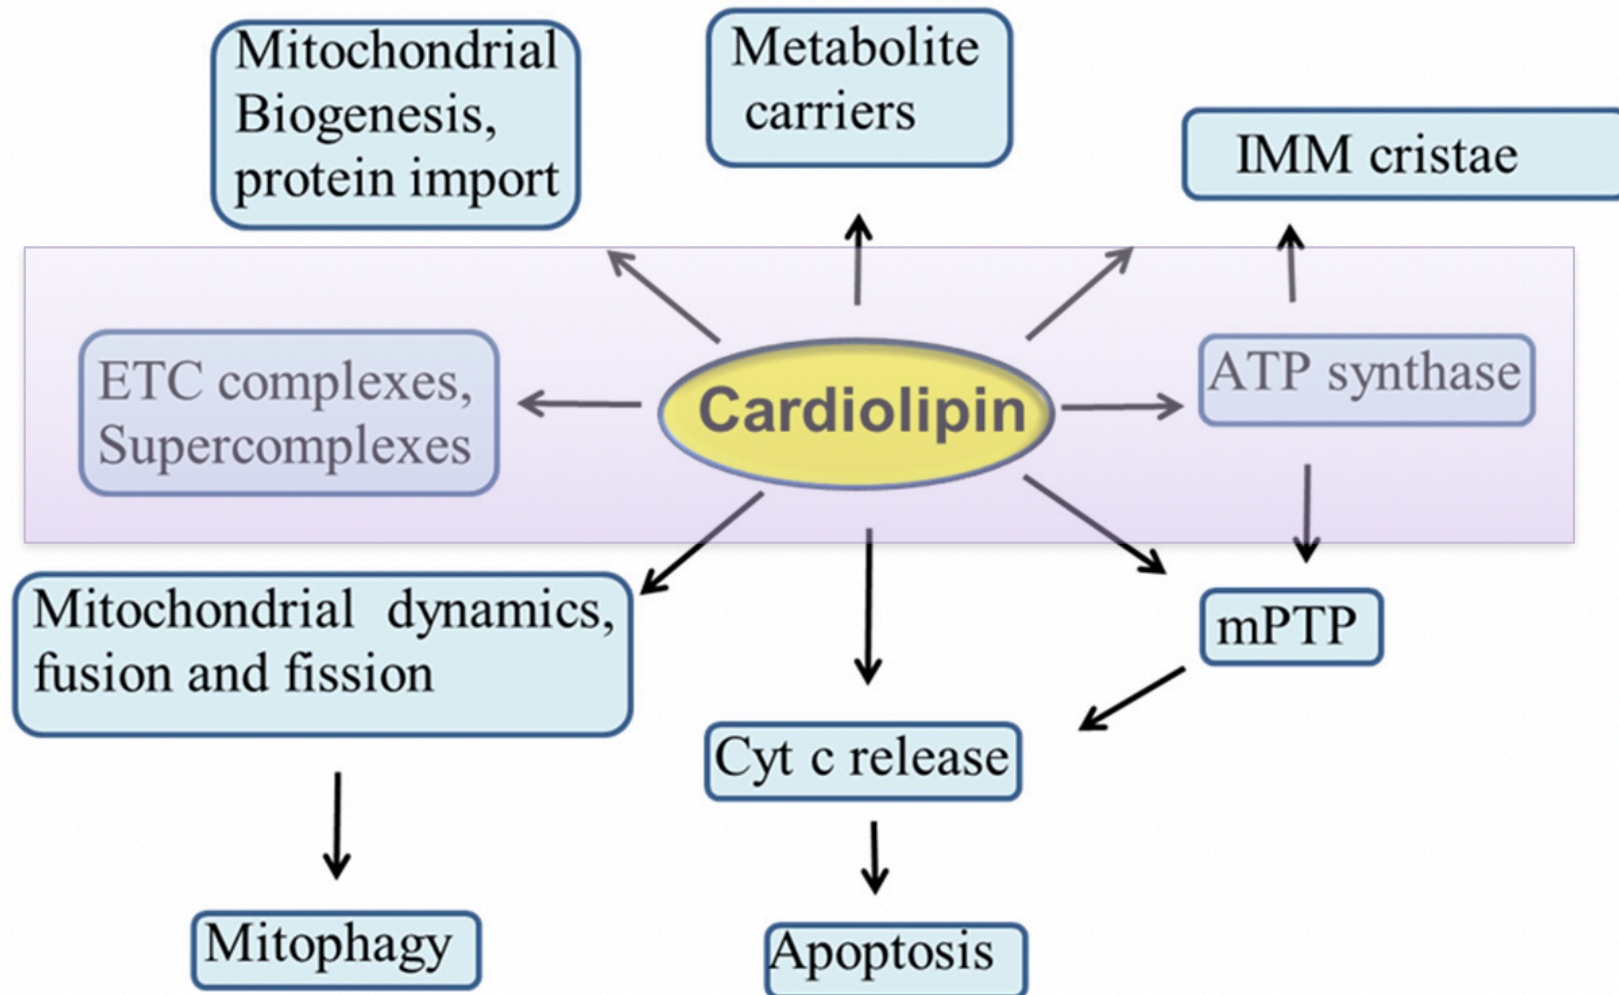 Mitochondrial
Biogenesis,
protein import
Metabolite
carriers
IMM cristae
ETC complexes,
Supercomplexes
Cardiolipin
ATP synthase
Mitochondrial dynamics,
fusion and fission
mPTP
Cyt c release
Mitophagy
Apoptosis